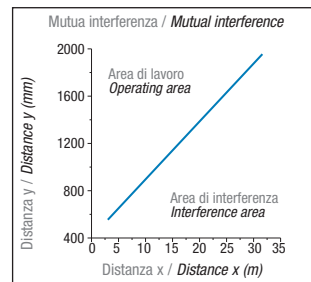 Mutua interferenza / Mutual interference
Distanza y / Distance y (mm)
2000
1600
1200
800
400
Area di lavoro
Operating area
Area di interferenza
Interference area
0 5 10 15 20 25 30 35
Distanza x / Distance x (m)